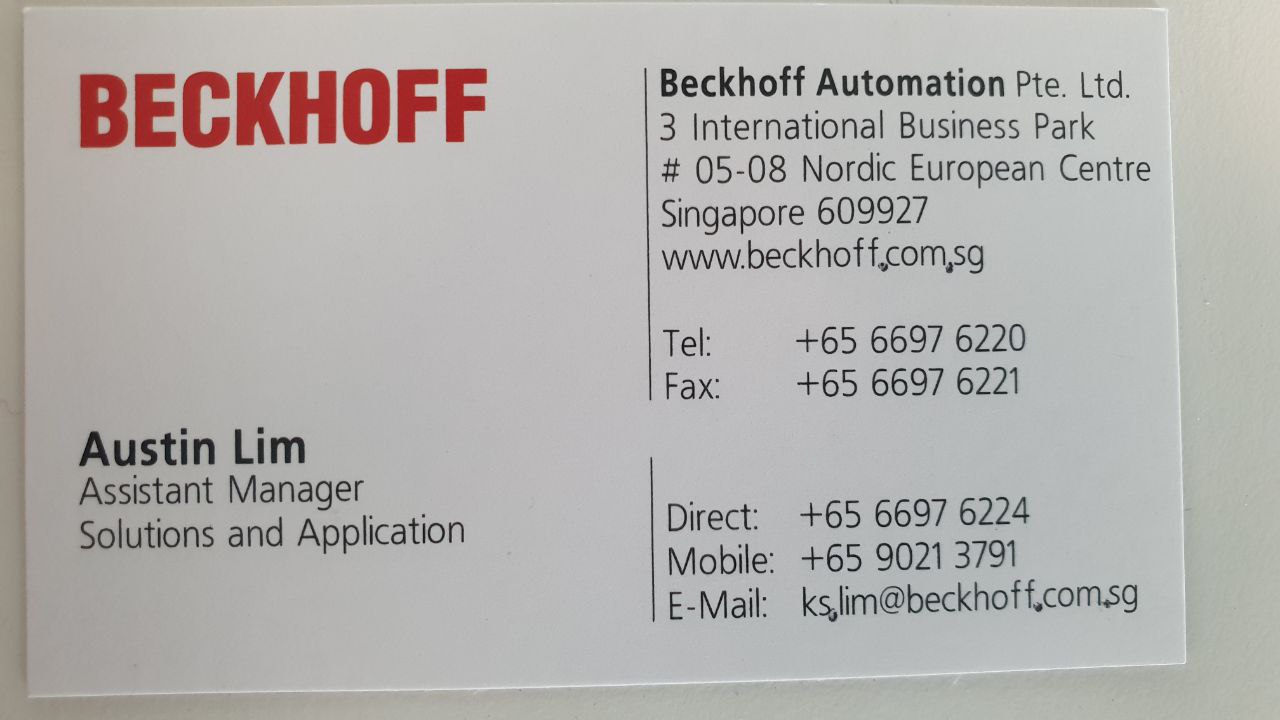 BECKHOFF
Beckhoff Automation Pte. Ltd.
3 International Business Park
# 05-08 Nordic European Centre
Singapore 609927
www.beckhoff.com.sg
Tel: +65 6697 6220
Fax: +65 6697 6221
Austin Lim
Assistant Manager
Solutions and Application
Direct: +65 6697 6224
Mobile: +65 9021 3791
E-Mail: ks.lim@beckhoff.com.sg